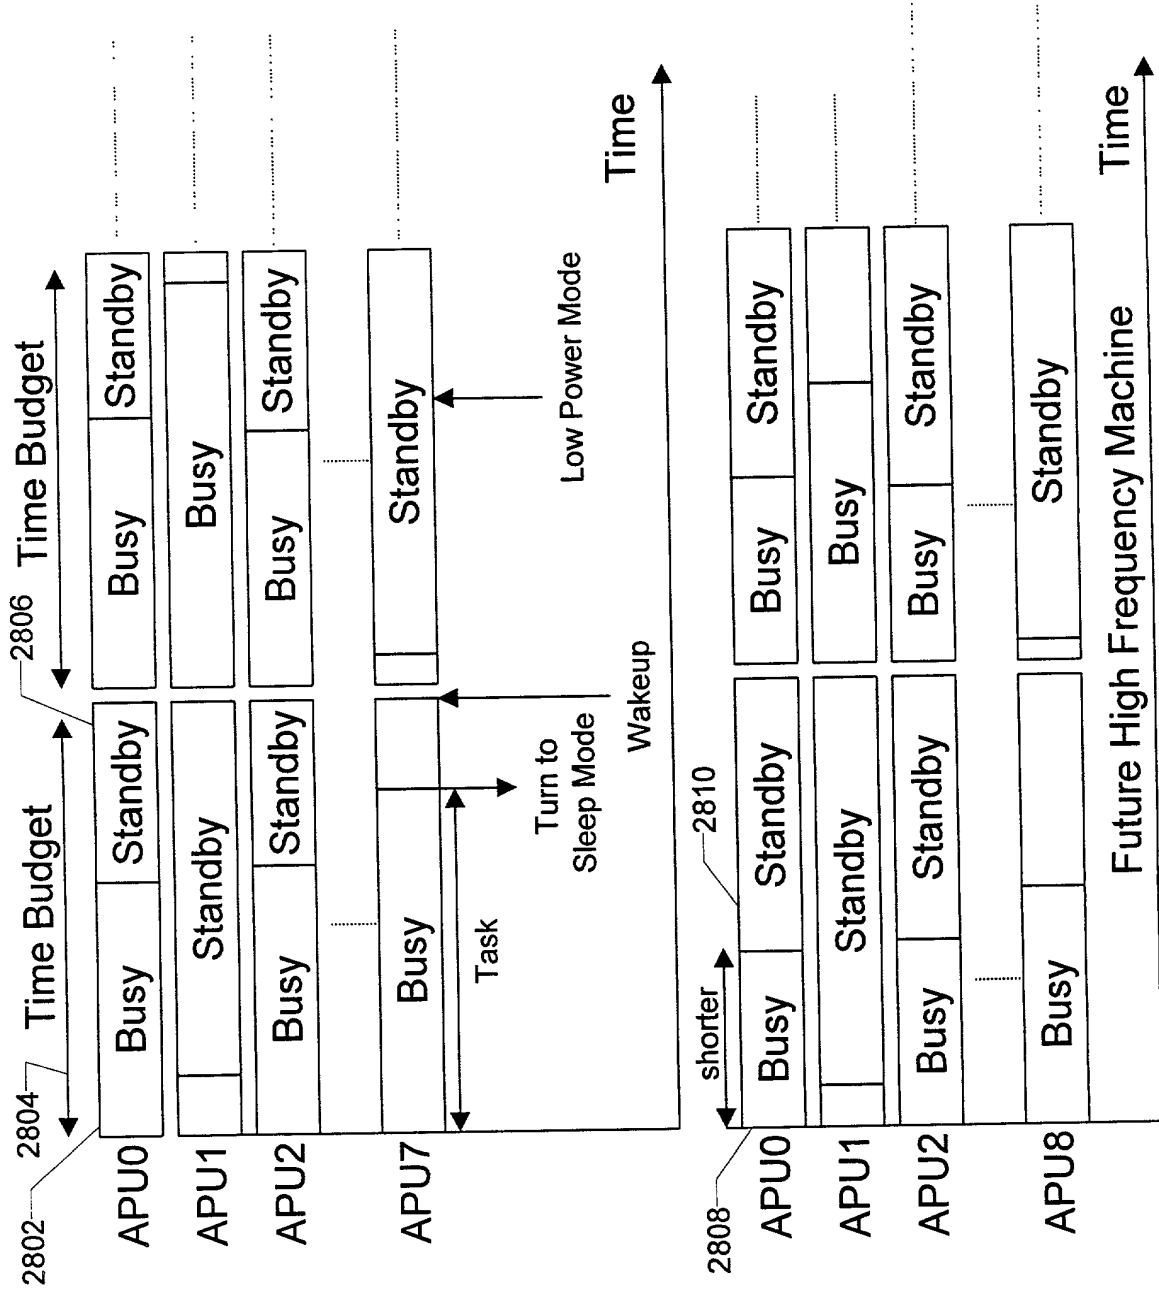 2802
2804
Time Budget
2806
Time Budget
APU0
Busy
Standby
Busy
Standby
APU1
Standby
Busy
APU2
Busy
Standby
Busy
Standby
APU7
Busy
Standby
Task
Turn to
Sleep Mode
Wakeup
Low Power Mode
Time
2808
shorter
2810
APU0
Busy
Standby
Busy
Standby
APU1
Standby
Busy
APU2
Busy
Standby
Busy
Standby
APU8
Busy
Standby
Future High Frequency Machine
Time